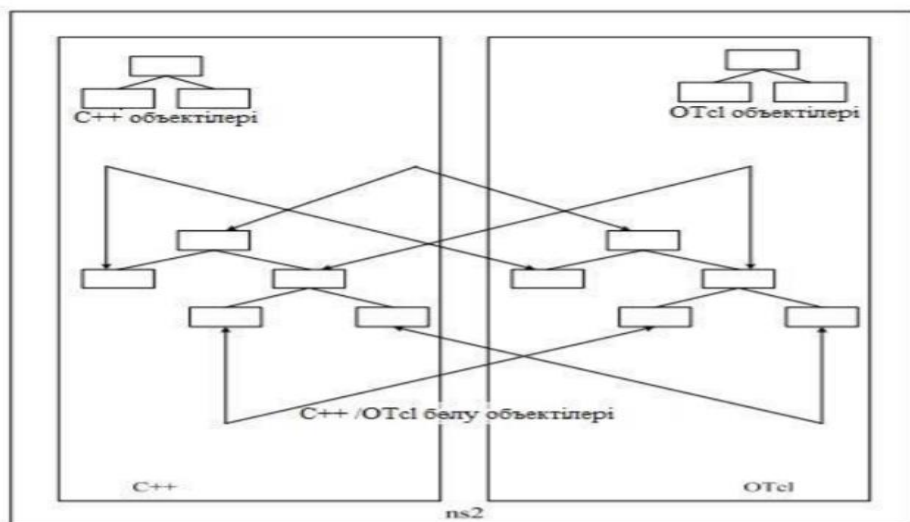 C++ объектілері
OTcl объектілері
C++ /OTcl бөлу объектілері
C++
OTcl
ns2